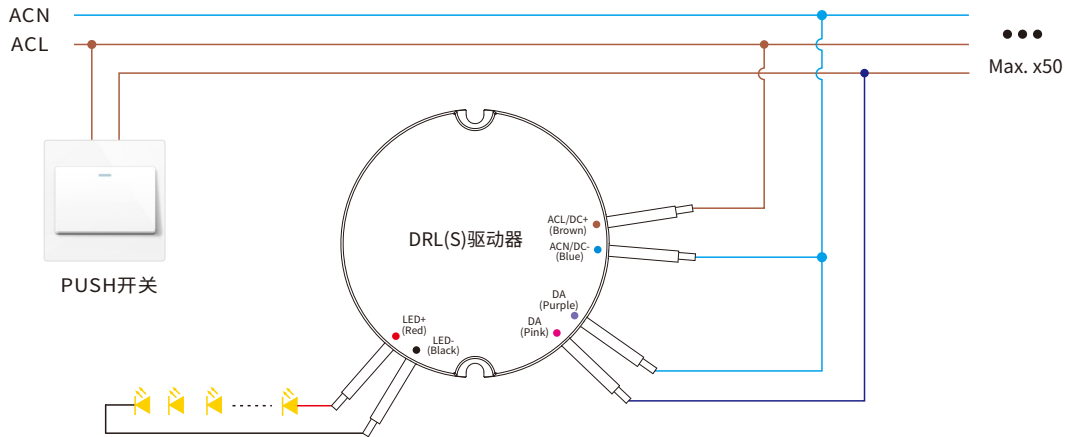 ACN
ACL
Max. x50
ACL/DC+
(Brown)
DRL(S)驱动器
ACN/DC-
(Blue)
PUSH开关
DA
(Purple)
DA
(Pink)
LED+
(Red)
LED-
(Black)